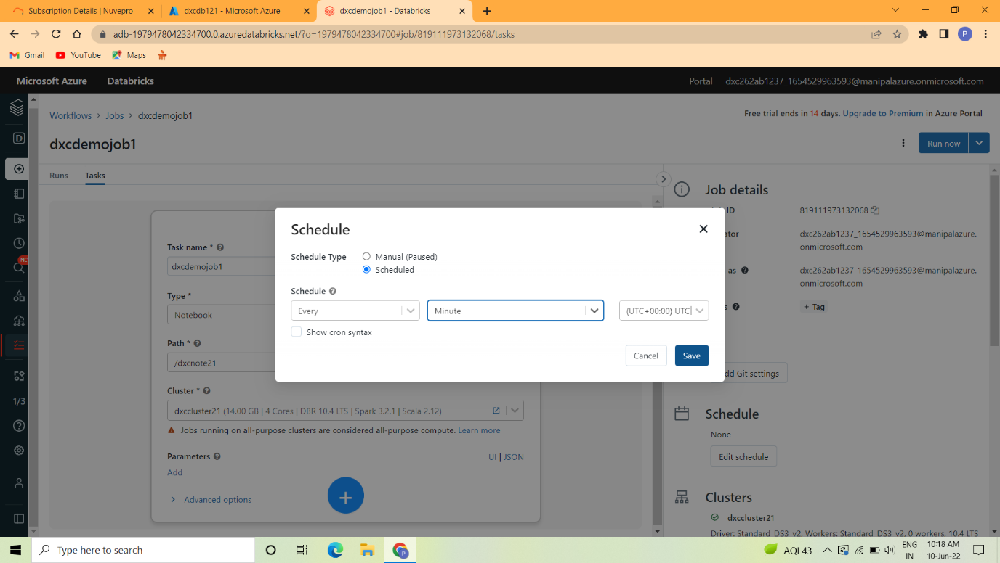 Subscription Details | Nuvepro
dxcdb121 - Microsoft Azure
dxcdemojob1 - Databricks
adb-1979478042334700.0.azuredatabricks.net/?o=1979478042334700#job/819111973132068/tasks
P
Gmail
YouTube
Maps
Microsoft Azure
Databricks
Portal
dxc262ab1237_1654529963593@manipalazure.onmicrosoft.com
Workflows > Jobs > dxcdemojob1
Free trial ends in 14 days. Upgrade to Premium in Azure Portal
D
dxcdemojob1
Run now
Runs
Tasks
Job details
ID
819111973132068
ator
dxc262ab1237_1654529963593@manipalazure.
onmicrosoft.com
as
dxc262ab1237_1654529963593@manipalazure.
onmicrosoft.com
s
+ Tag
dd Git settings
Schedule
None
Edit schedule
Clusters
dxccluster21
Driver: Standard_DS3_v2, Workers: Standard_DS3_v2, 0 workers, 10.4 LTS
Schedule
Schedule Type
Manual (Paused)
Scheduled
Schedule
Every
Minute
(UTC+00:00) UTC
Show cron syntax
Cancel
Save
Task name *
dxcdemojob1
Type *
Notebook
Path *
/dxcnote21
Cluster *
dxccluster21 (14.00 GB | 4 Cores | DBR 10.4 LTS | Spark 3.2.1 | Scala 2.12)
Jobs running on all-purpose clusters are considered all-purpose compute. Learn more
Parameters
UI | JSON
Add
Advanced options
NEW
1/3
Type here to search
P
AQI 43
ENG
IN
10:18 AM
10-Jun-22